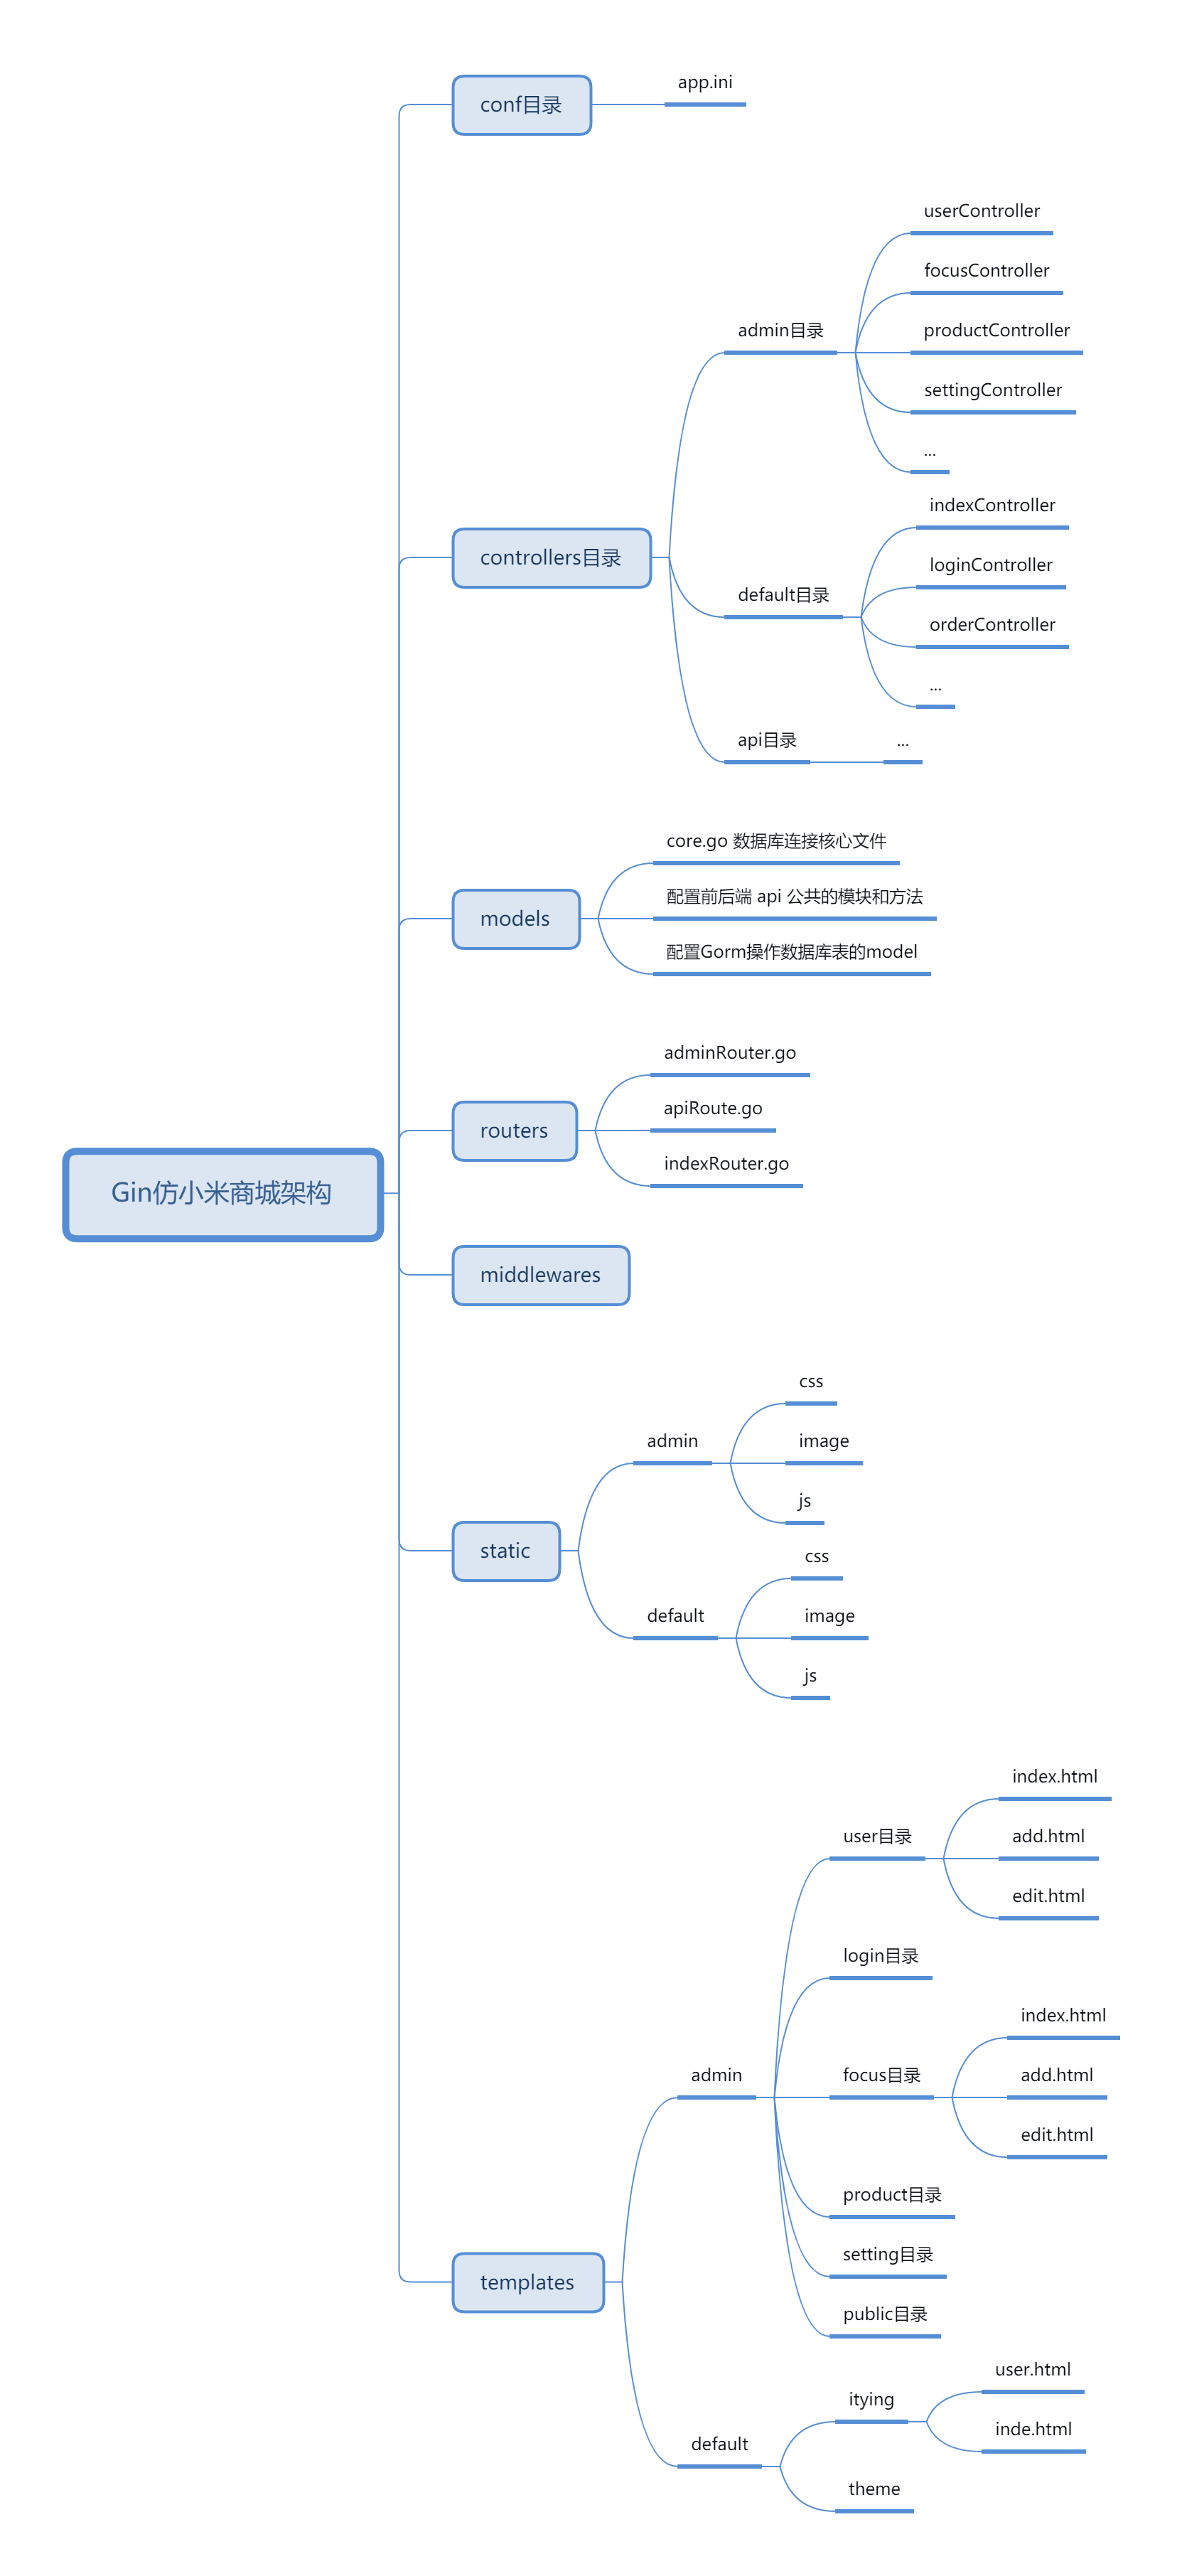 conf目录
app.ini
userController
focusController
admin目录
productController
settingController
...
indexController
controllers目录
loginController
default目录
orderController
...
api目录
...
core.go 数据库连接核心文件
models
配置前后端 api 公共的模块和方法
配置Gorm操作数据库表的model
adminRouter.go
routers
apiRoute.go
indexRouter.go
Gin仿小米商城架构
middlewares
css
admin
image
js
static
css
default
image
js
index.html
user目录
add.html
edit.html
login目录
index.html
admin
focus目录
add.html
edit.html
product目录
setting目录
templates
public目录
user.html
itying
inde.html
default
theme